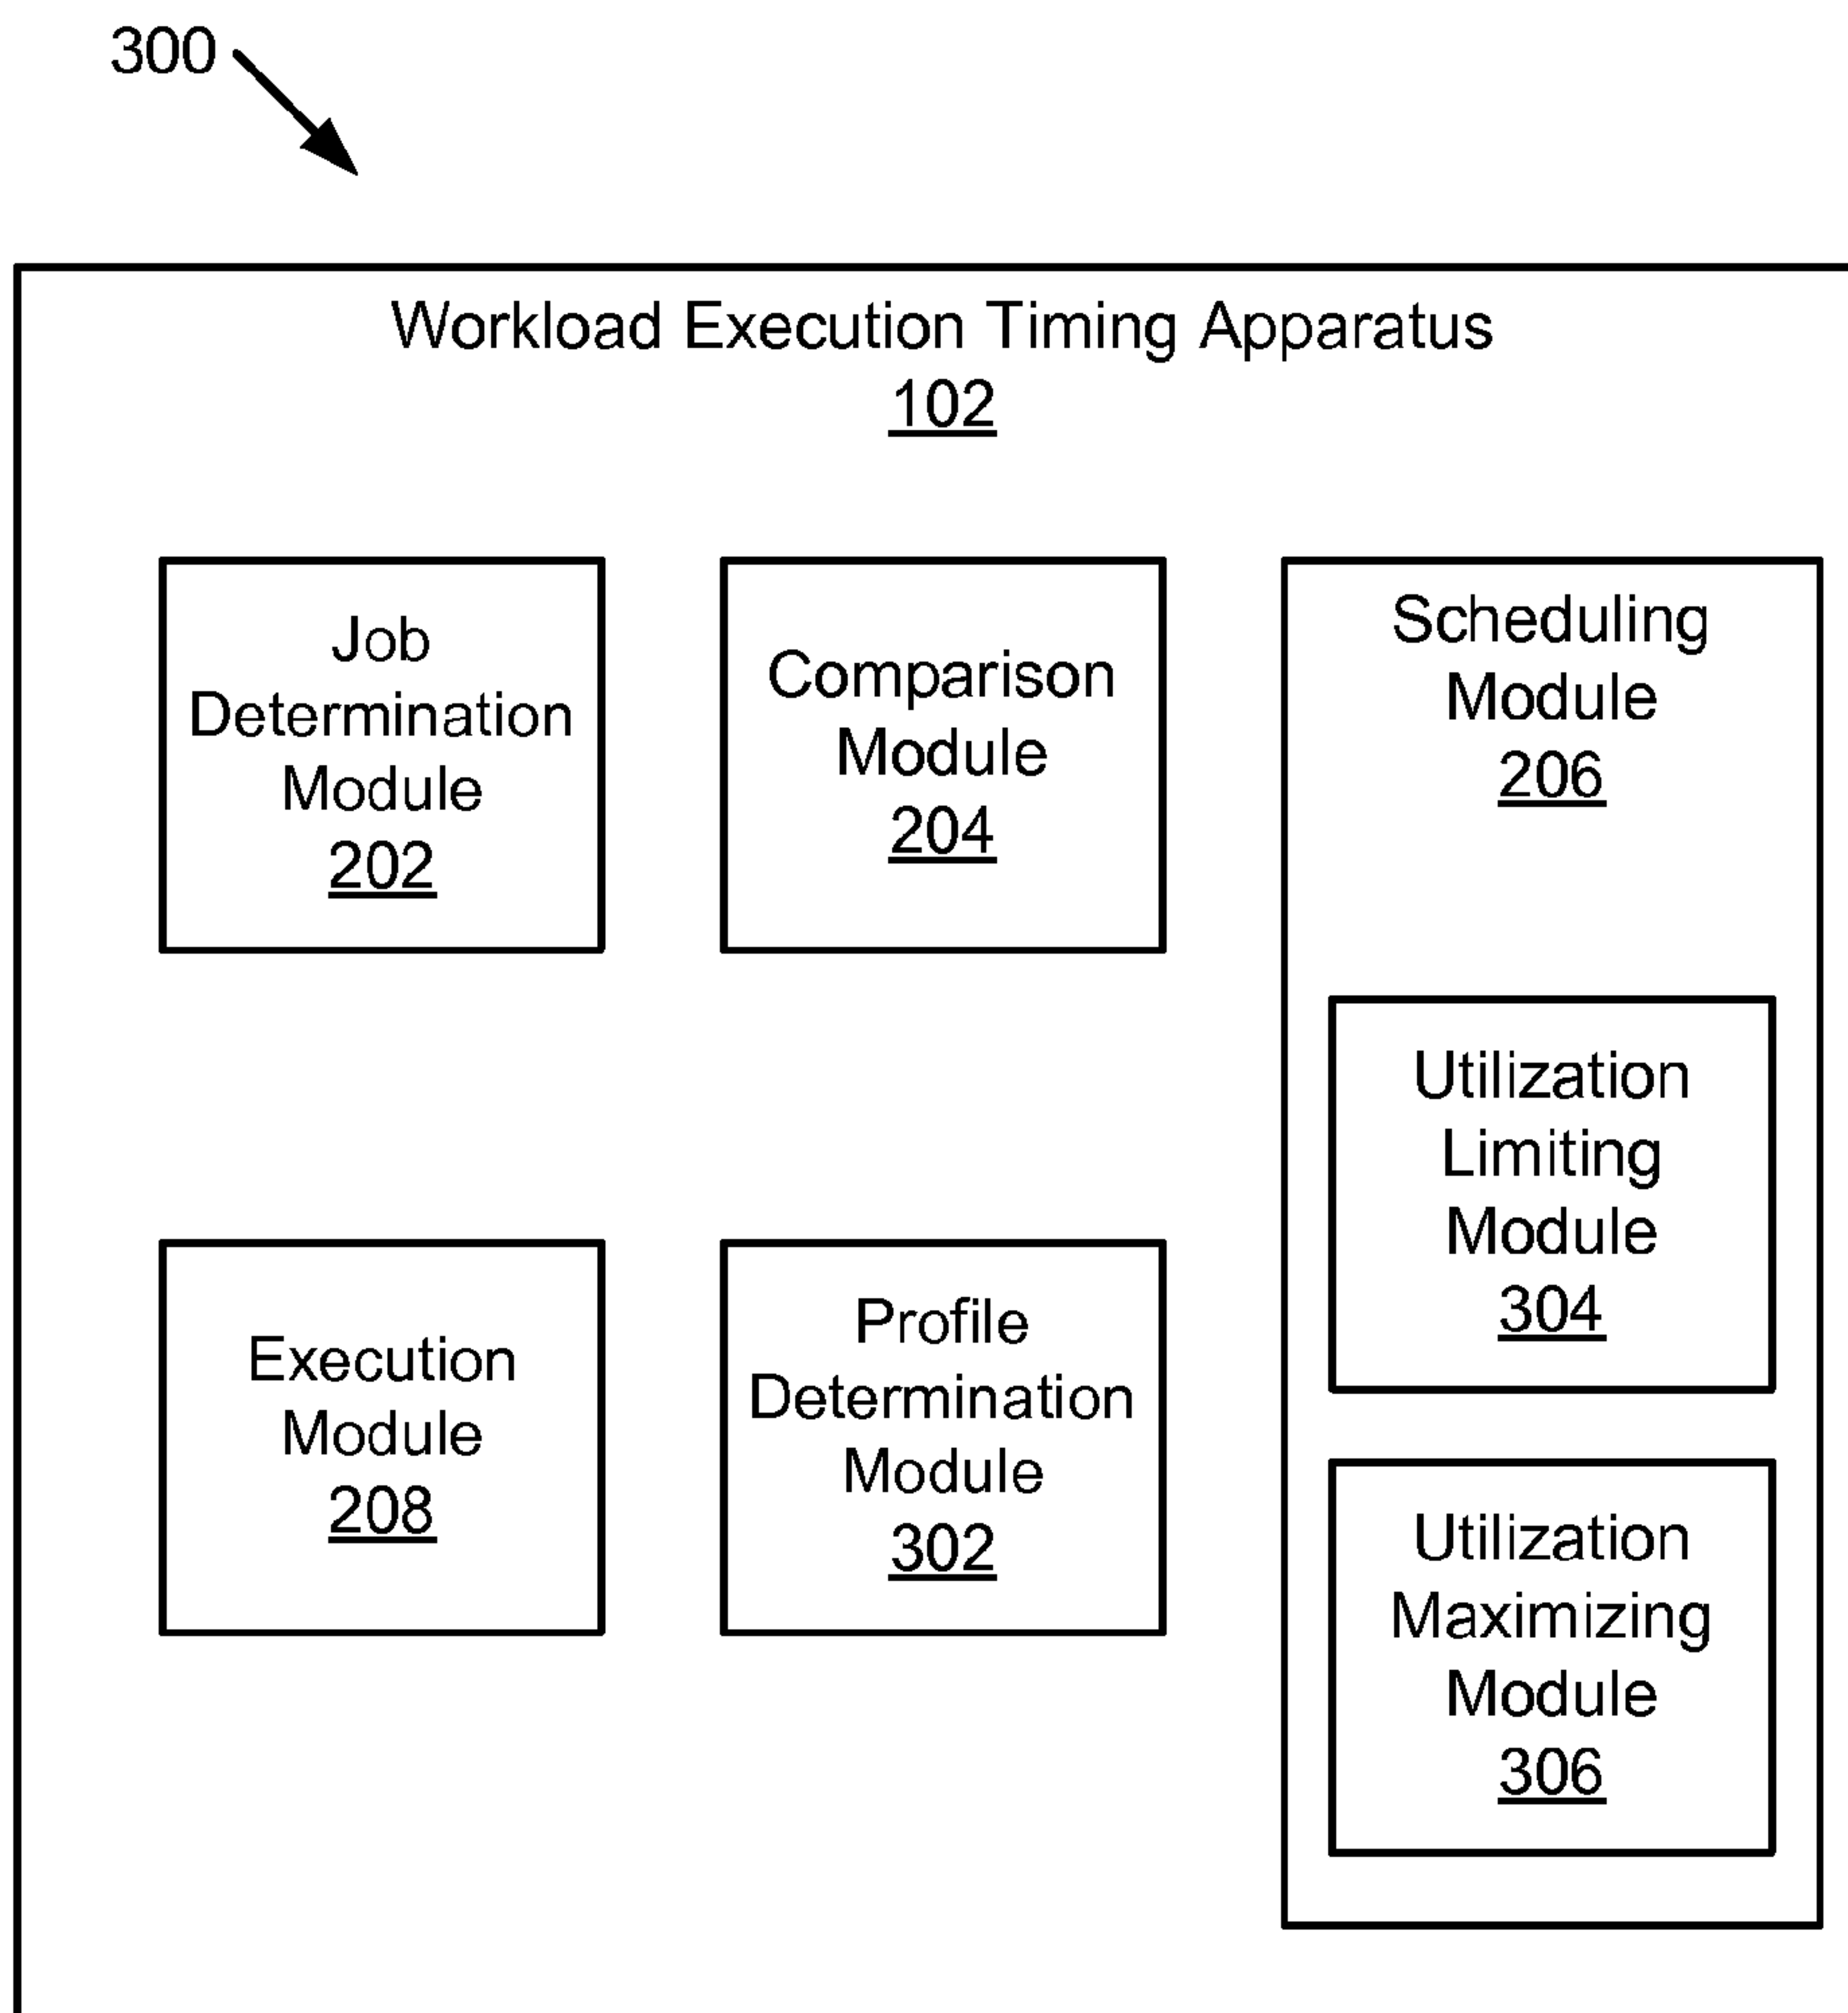 300
Workload Execution Timing Apparatus
102
Job
Determination
Module
202
Comparison
Module
204
Scheduling
Module
206
Utilization
Limiting
Module
304
Execution
Module
208
Profile
Determination
Module
302
Utilization
Maximizing
Module
306